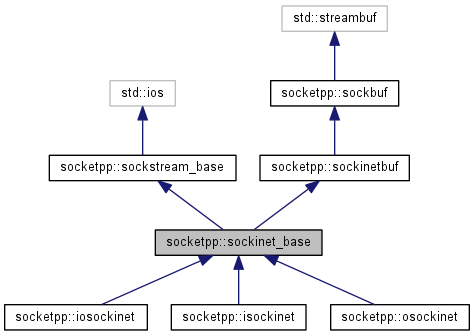 std::streambuf
std::ios
socketpp::sockbuf
socketpp::sockstream_base
socketpp::sockinetbuf
socketpp::sockinet_base
socketpp::iosockinet
socketpp::isockinet
socketpp::osockinet